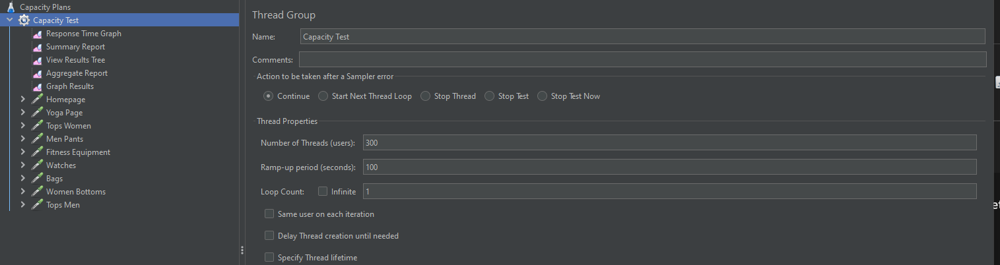 Capacity Plans
Capacity Test
Response Time Graph
Summary Report
View Results Tree
Aggregate Report
Graph Results
Homepage
Yoga Page
Tops Women
Men Pants
Fitness Equipment
Watches
Bags
Women Bottoms
Tops Men
Thread Group
Name: Capacity Test
Comments:
Action to be taken after a Sampler error
Continue Start Next Thread Loop Stop Thread Stop Test Stop Test Now
Thread Properties
Number of Threads (users): 300
Ramp-up period (seconds): 100
Loop Count: Infinite 1
Same user on each iteration
Delay Thread creation until needed
Specify Thread lifetime